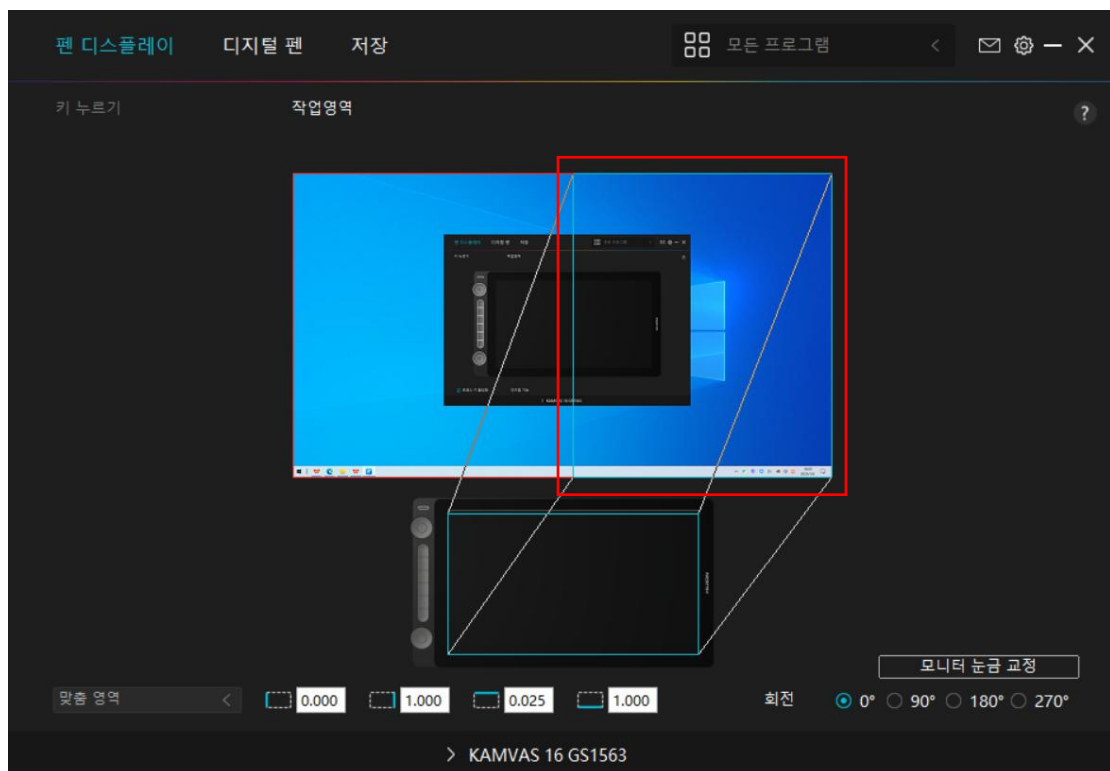 펜 디스플레이 디지털 펜 저장 모든 프로그램
키 누르기 작업영역 ?
모니터 눈금 교정
맞춤 영역 0.000 1.000 0.025 1.000 회전 0° 90° 180° 270°
KAMVAS 16 GS1563